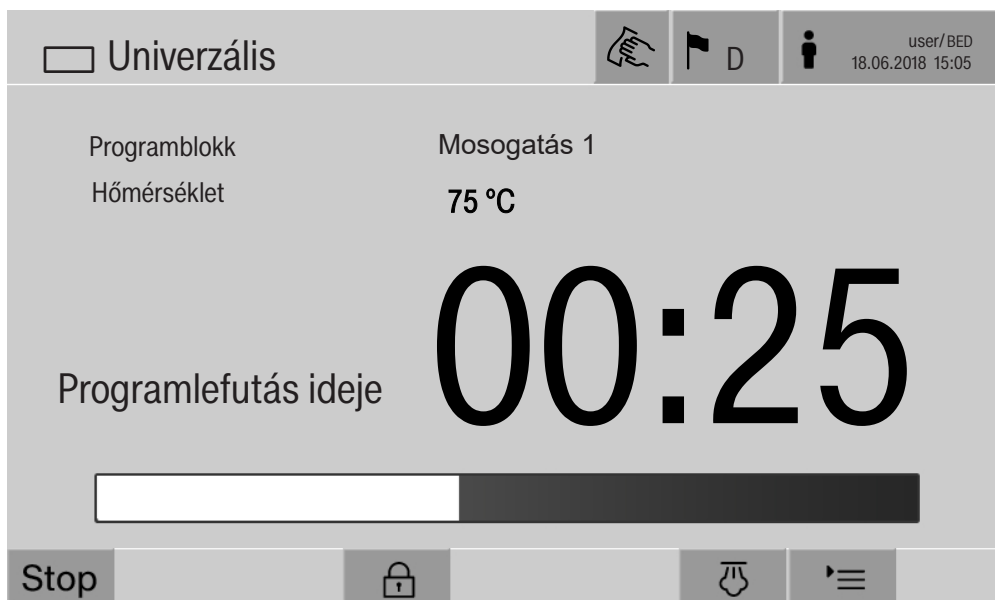 Univerzális
D
user/BED
18.06.2018 15:05
Programblokk Mosogatás 1
Hőmérséklet 75 °C
Programlefutás ideje 00:25
Stop